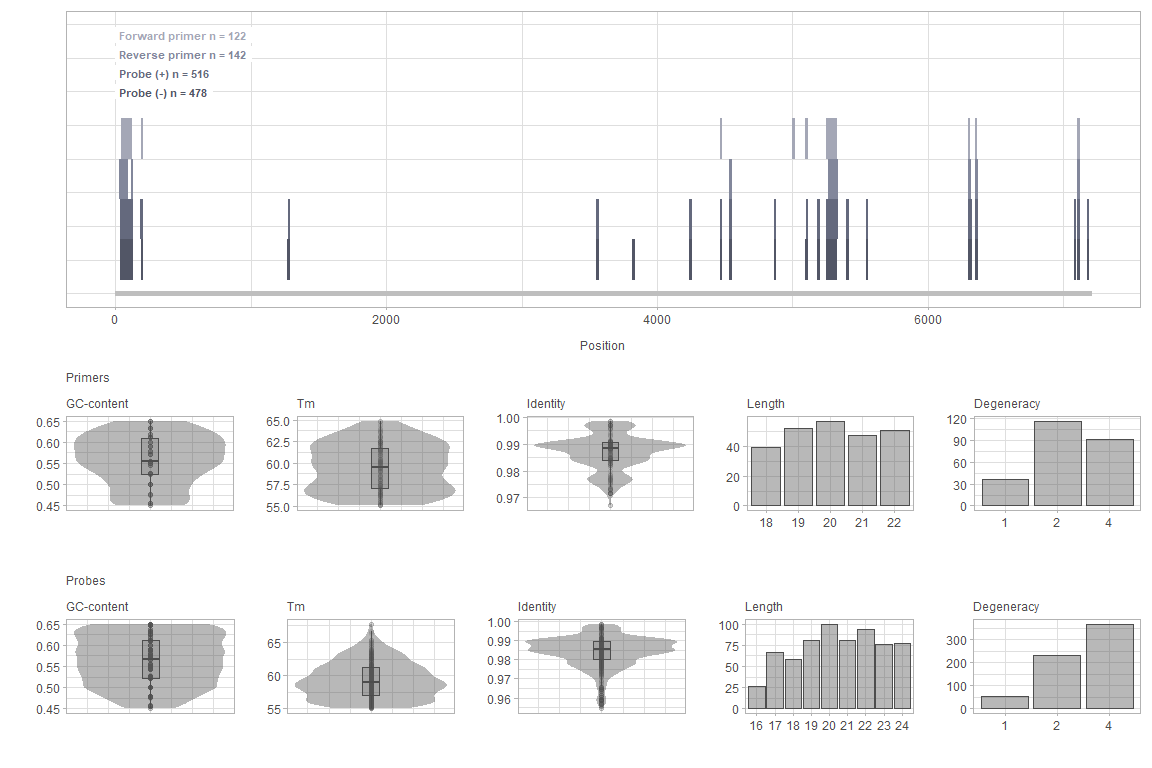 Forward primer n = 122
Reverse primer n = 142
Probe (+) n = 516
Probe (-) n = 478
0 2000 4000 6000
Position
Primers
GC-content Tm Identity Length Degeneracy
0.65 65.0 1.00 120
0.60 62.5 0.99 40 90
0.55 60.0 0.98 20 60
0.50 57.5 0.97 30
0.45 55.0 0 0
18 19 20 21 22 1 2 4
Probes
GC-content Tm Identity Length Degeneracy
0.65 65 1.00 100 300
0.60 60 0.99 75 200
0.55 55 0.98 50 100
0.50 0.97 25 0
0.45 0.96 0
16 17 18 19 20 21 22 23 24 1 2 4